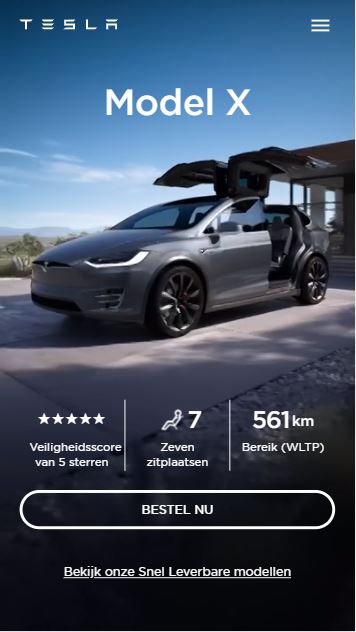 TESLA
Model X
★★★★★
Veiligheidsscore
van 5 sterren
7
Zeven
zitplaatsen
561km
Bereik (WLTP)
BESTEL NU
Bekijk onze Snel Leverbare modellen